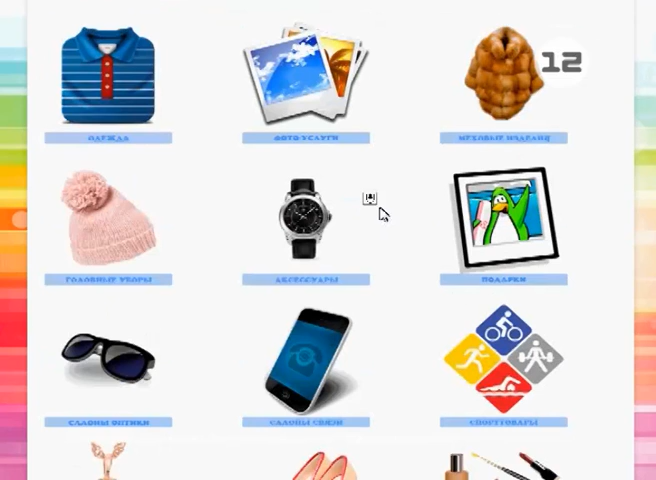 ОДЕЖДА
ФОТО УСЛУГИ
МЕХОВЫЕ ИЗДЕЛИЯ
12
ГОЛОВНЫЕ УБОРЫ
АКСЕССУАРЫ
ПОДАРКИ
САЛОНЫ ОПТИКИ
САЛОНЫ СВЯЗИ
СПОРТТОВАРЫ